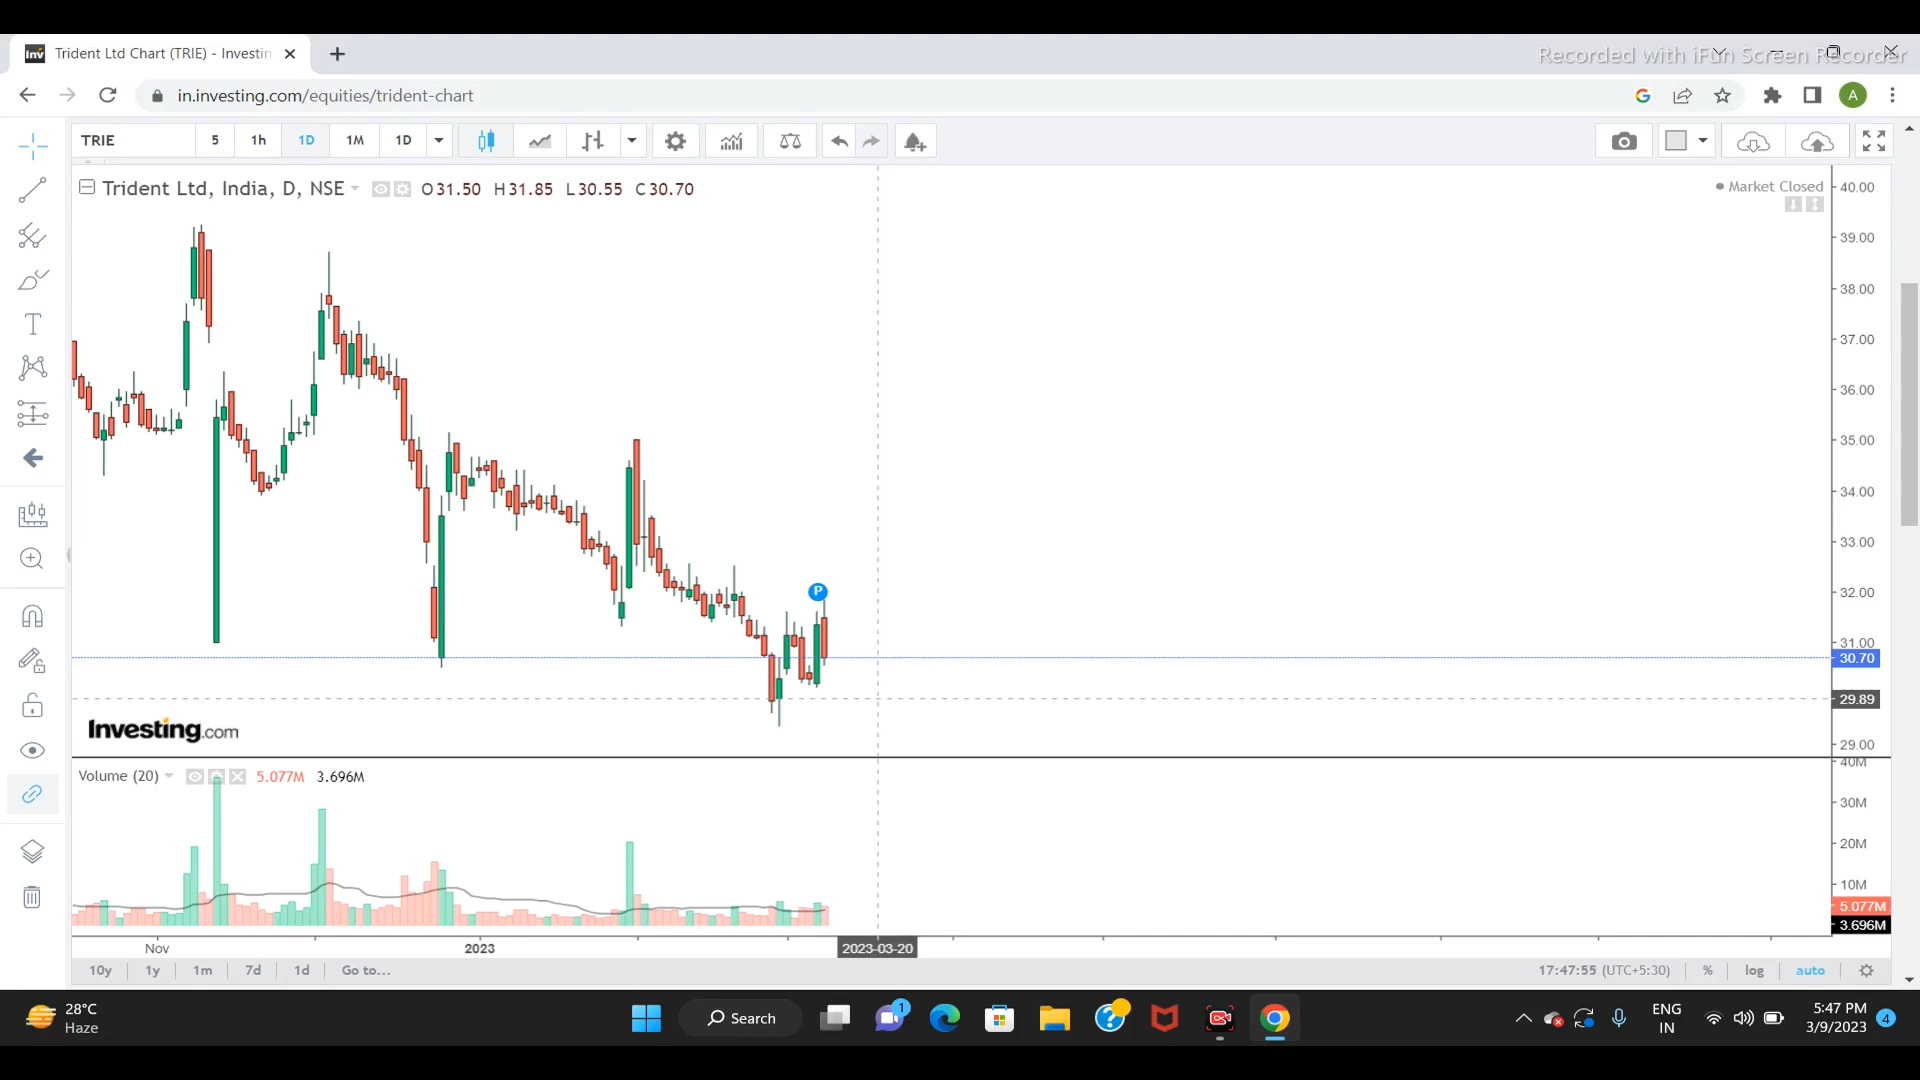 Trident Ltd Chart (TRIE) - Investin
Recorded with iFun Screen Recorder
in.investing.com/equities/trident-chart
A
TRIE 5 1h 1D 1M 1D
Trident Ltd, India, D, NSE O31.50 H31.85 L30.55 C30.70
Market Closed
40.00
39.00
38.00
37.00
36.00
35.00
34.00
33.00
32.00
31.00
30.70
29.89
29.00
P
Investing.com
Volume (20) 5.077M 3.696M
40M
30M
20M
10M
5.077M
3.696M
Nov 2023 2023-03-20
10y 1y 1m 7d 1d Go to... 17:47:55 (UTC+5:30) % log auto
28°C
Haze
Search
1
ENG
IN
5:47 PM
3/9/2023
4